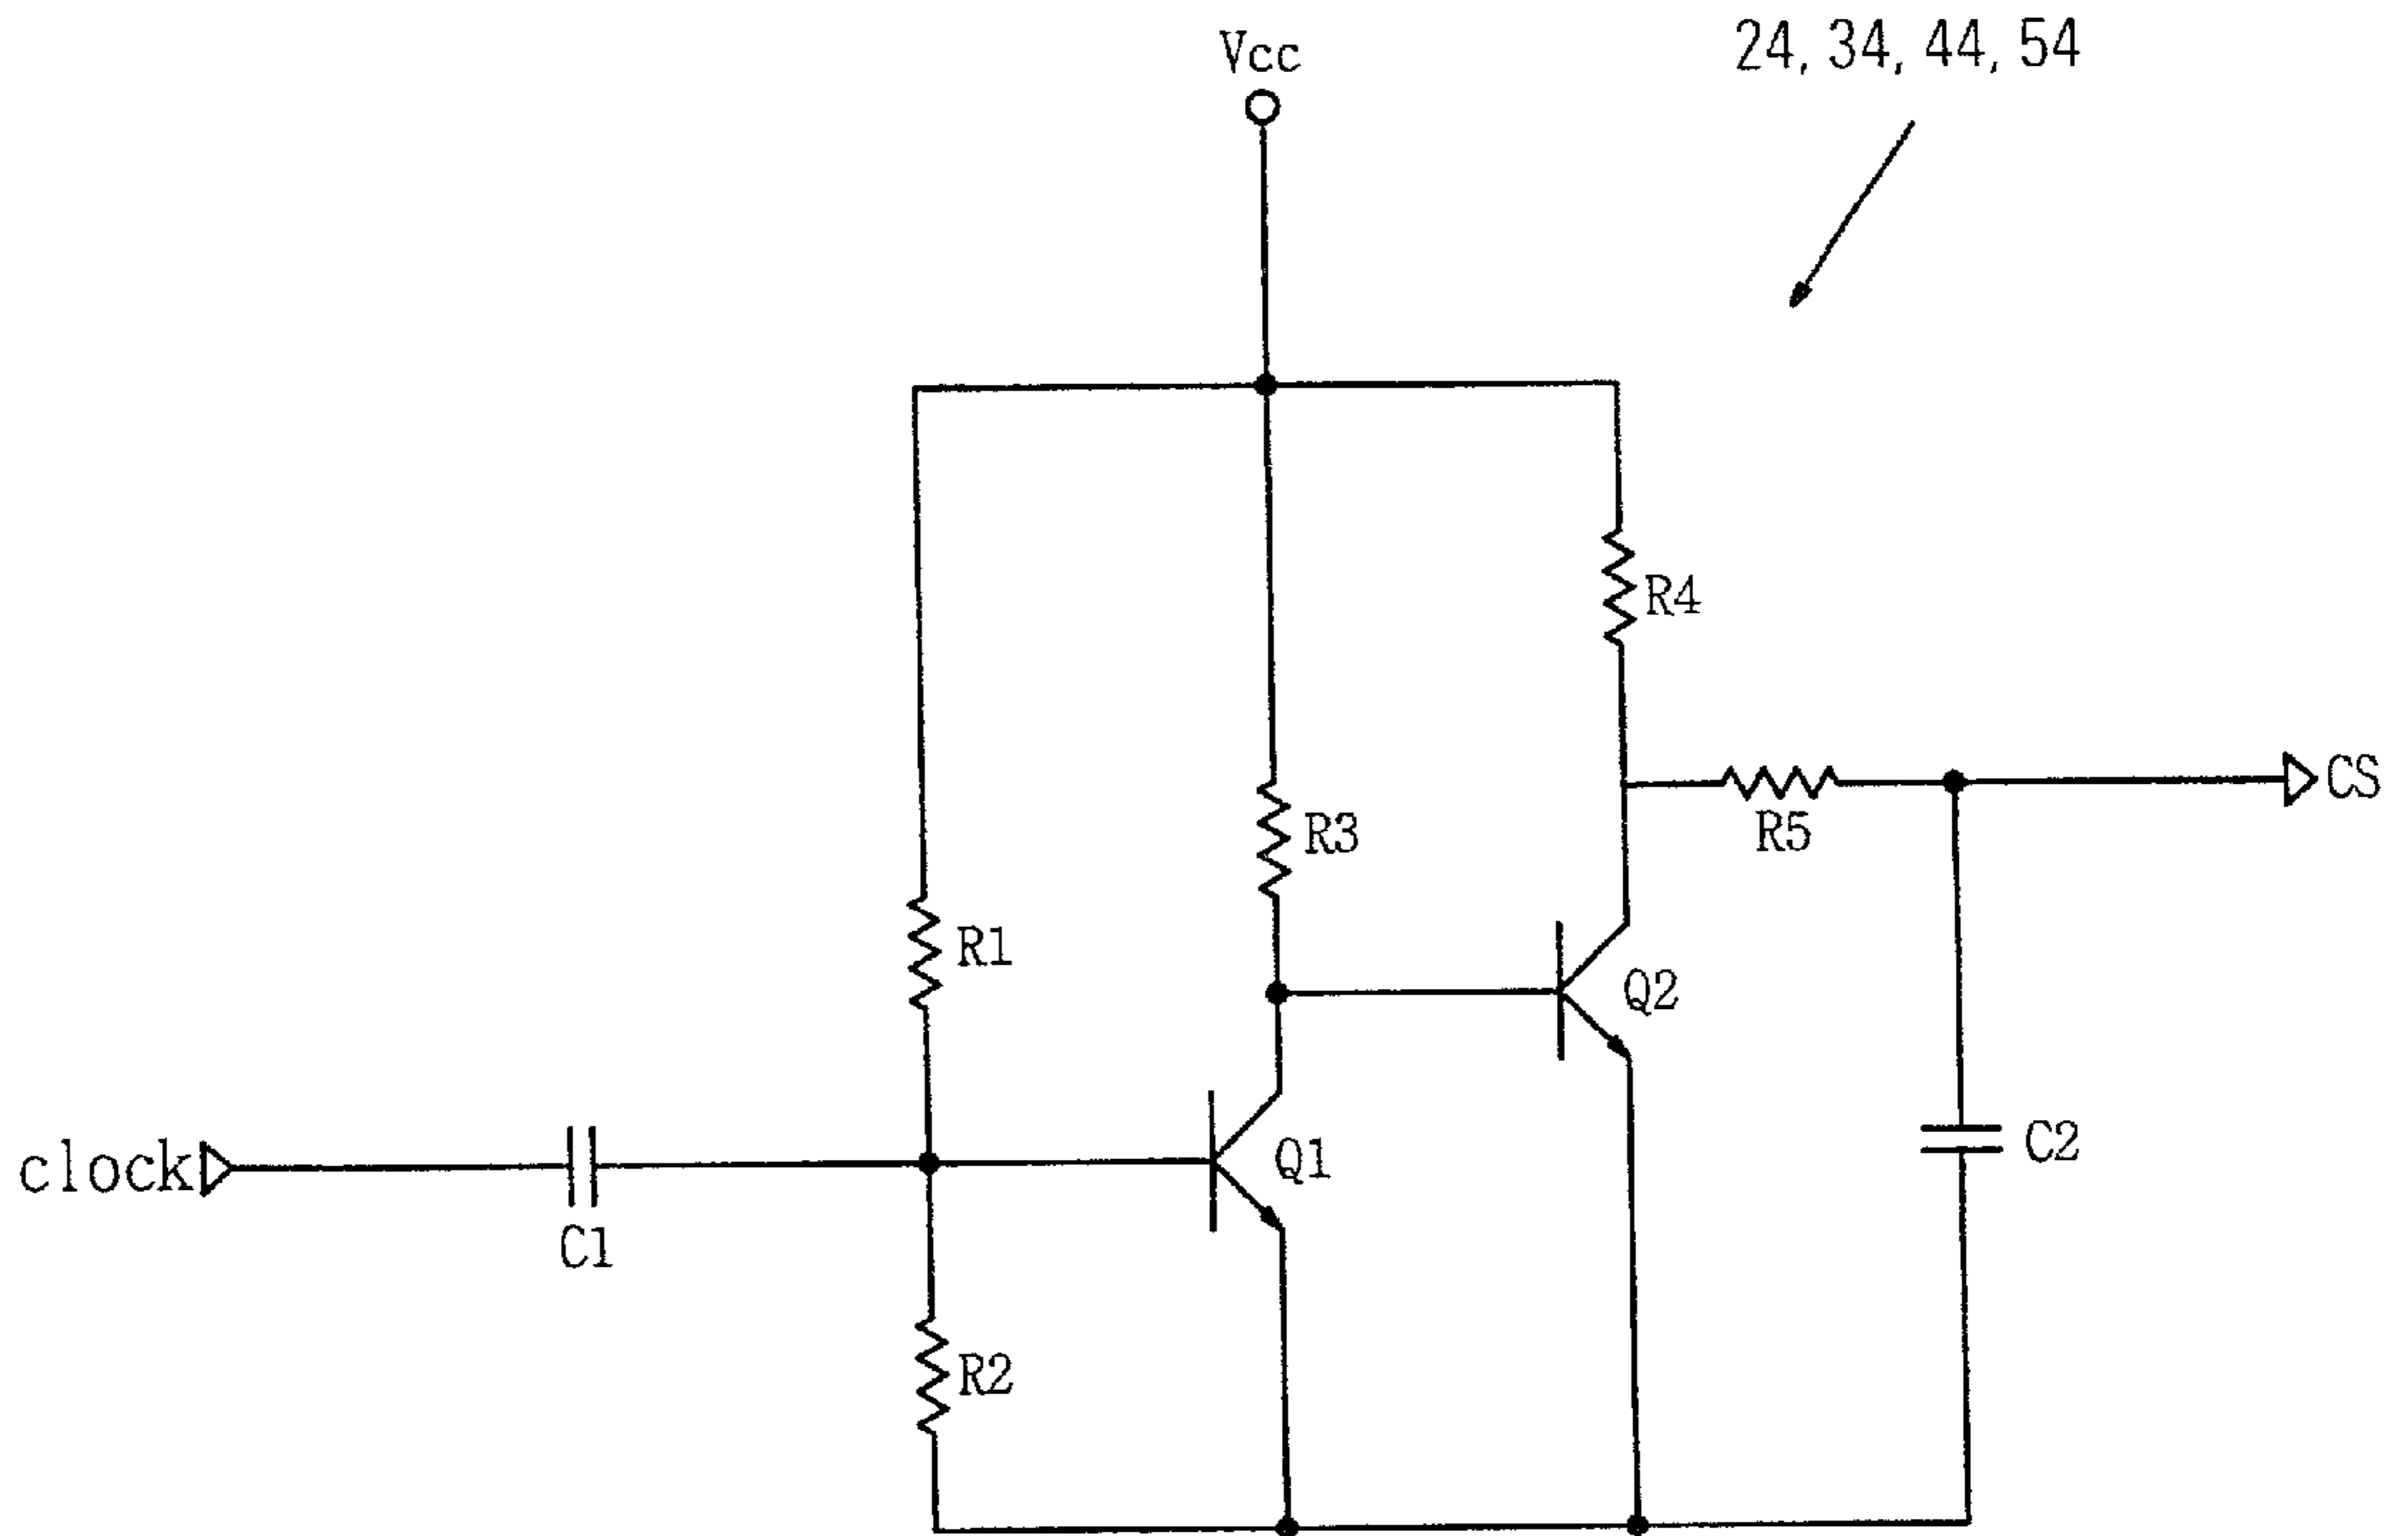 Vcc
24, 34, 44, 54
R4
R3
R5
CS
R1
Q2
clock
C1
Q1
C2
R2